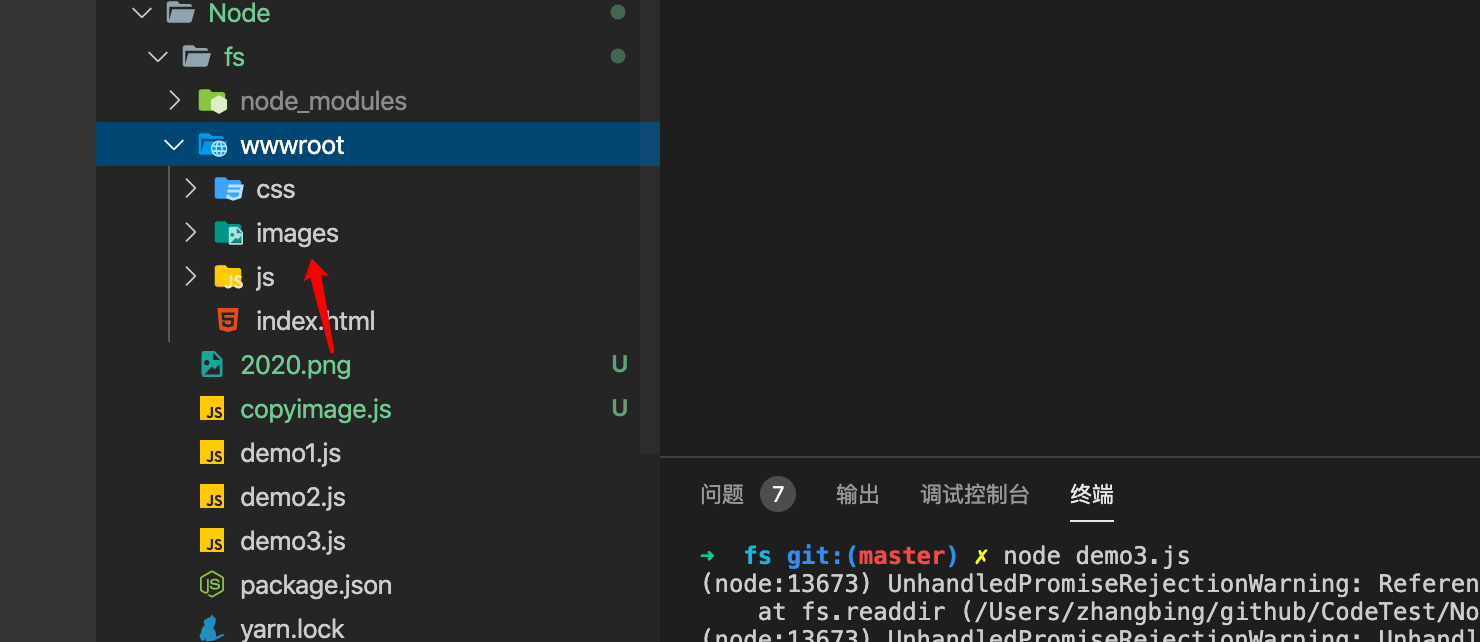 Node
fs
node_modules
wwwroot
css
images
js
index.html
2020.png U
copyimage.js U
demo1.js
demo2.js
demo3.js
package.json
yarn.lock
问题 7 输出 调试控制台 终端
➜ fs git:(master) ✗ node demo3.js
(node:13673) UnhandledPromiseRejectionWarning: Referen
at fs.readdir (/Users/zhangbing/github/CodeTest/No
(node:13673) UnhandledPromiseRejectionWarning: Unhandl